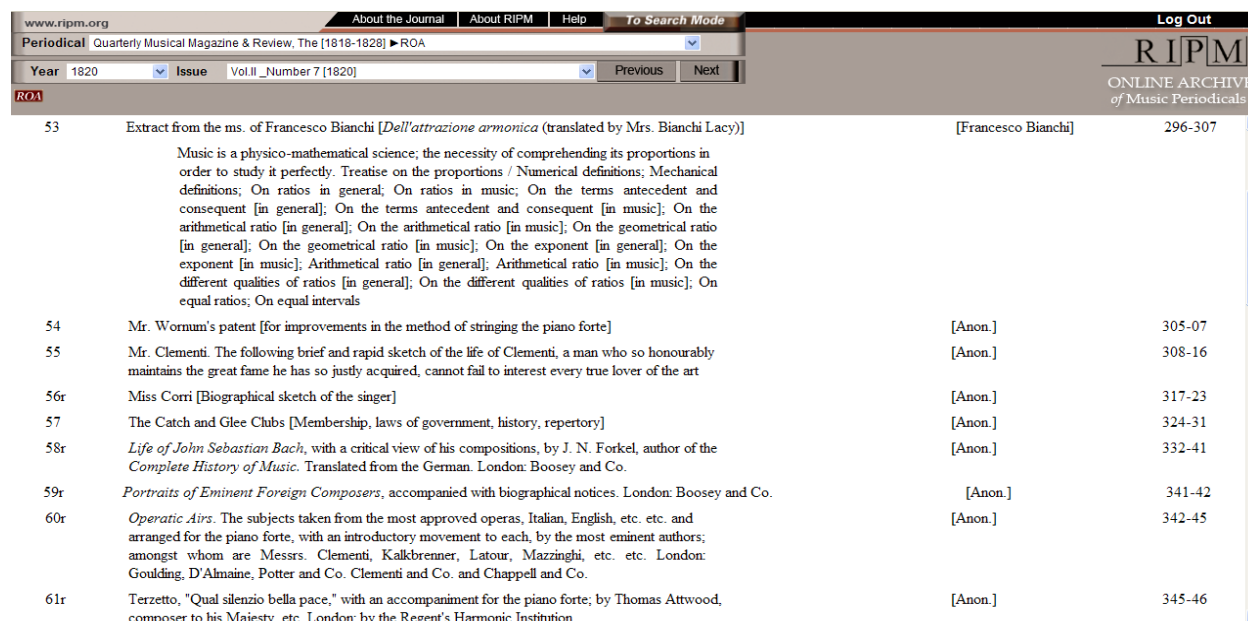 www.ripm.org About the Journal About RIPM Help To Search Mode Log Out
Periodical Quarterly Musical Magazine & Review, The [1818-1828] ►ROA
RIPM
Year 1820 Issue Vol.II _Number 7 [1820] Previous Next
ONLINE ARCHIVE
of Music Periodicals
ROA
53 Extract from the ms. of Francesco Bianchi [Dell'attrazione armonica (translated by Mrs. Bianchi Lacy)] [Francesco Bianchi] 296-307
Music is a physico-mathematical science; the necessity of comprehending its proportions in
order to study it perfectly. Treatise on the proportions / Numerical definitions; Mechanical
definitions; On ratios in general; On ratios in music; On the terms antecedent and
consequent [in general]; On the terms antecedent and consequent [in music]; On the
arithmetical ratio [in general]; On the arithmetical ratio [in music]; On the geometrical ratio
[in general]; On the geometrical ratio [in music]; On the exponent [in general]; On the
exponent [in music]; Arithmetical ratio [in general]; Arithmetical ratio [in music]; On the
different qualities of ratios [in general]; On the different qualities of ratios [in music]; On
equal ratios; On equal intervals
54 Mr. Wornum's patent [for improvements in the method of stringing the piano forte] [Anon.] 305-07
55 Mr. Clementi. The following brief and rapid sketch of the life of Clementi, a man who so honourably [Anon.] 308-16
maintains the great fame he has so justly acquired, cannot fail to interest every true lover of the art
56r Miss Corri [Biographical sketch of the singer] [Anon.] 317-23
57 The Catch and Glee Clubs [Membership, laws of government, history, repertory] [Anon.] 324-31
58r Life of John Sebastian Bach, with a critical view of his compositions, by J. N. Forkel, author of the [Anon.] 332-41
Complete History of Music. Translated from the German. London: Boosey and Co.
59r Portraits of Eminent Foreign Composers, accompanied with biographical notices. London: Boosey and Co. [Anon.] 341-42
60r Operatic Airs. The subjects taken from the most approved operas, Italian, English, etc. etc. and [Anon.] 342-45
arranged for the piano forte, with an introductory movement to each, by the most eminent authors;
amongst whom are Messrs. Clementi, Kalkbrenner, Latour, Mazzinghi, etc. etc. London:
Goulding, D'Almaine, Potter and Co. Clementi and Co. and Chappell and Co.
61r Terzetto, "Qual silenzio bella pace," with an accompaniment for the piano forte; by Thomas Attwood, [Anon.] 345-46
composer to his Majesty, etc. London: by the Regent's Harmonic Institution